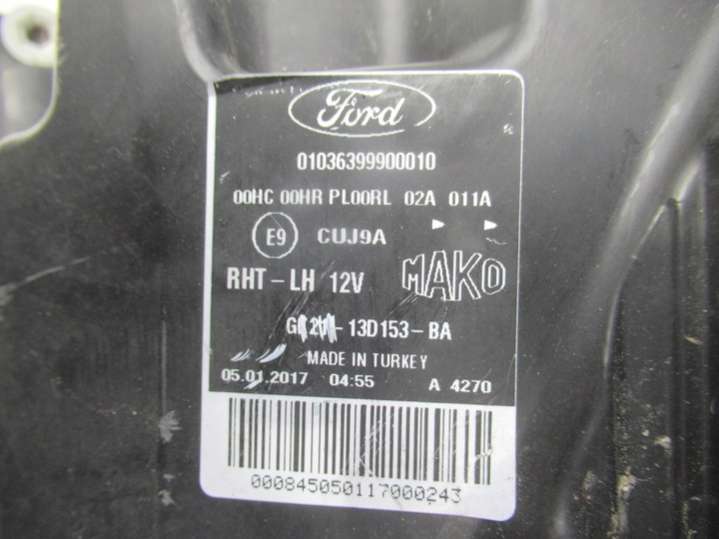 Ford
01036399900010
00HC 00HR PL00RL 02A 011A
E9 CUJ9A
RHT-LH 12V MAKO
-13D153-BA
MADE IN TURKEY
05.01.2017 04:55 A 4270
000845050117000243